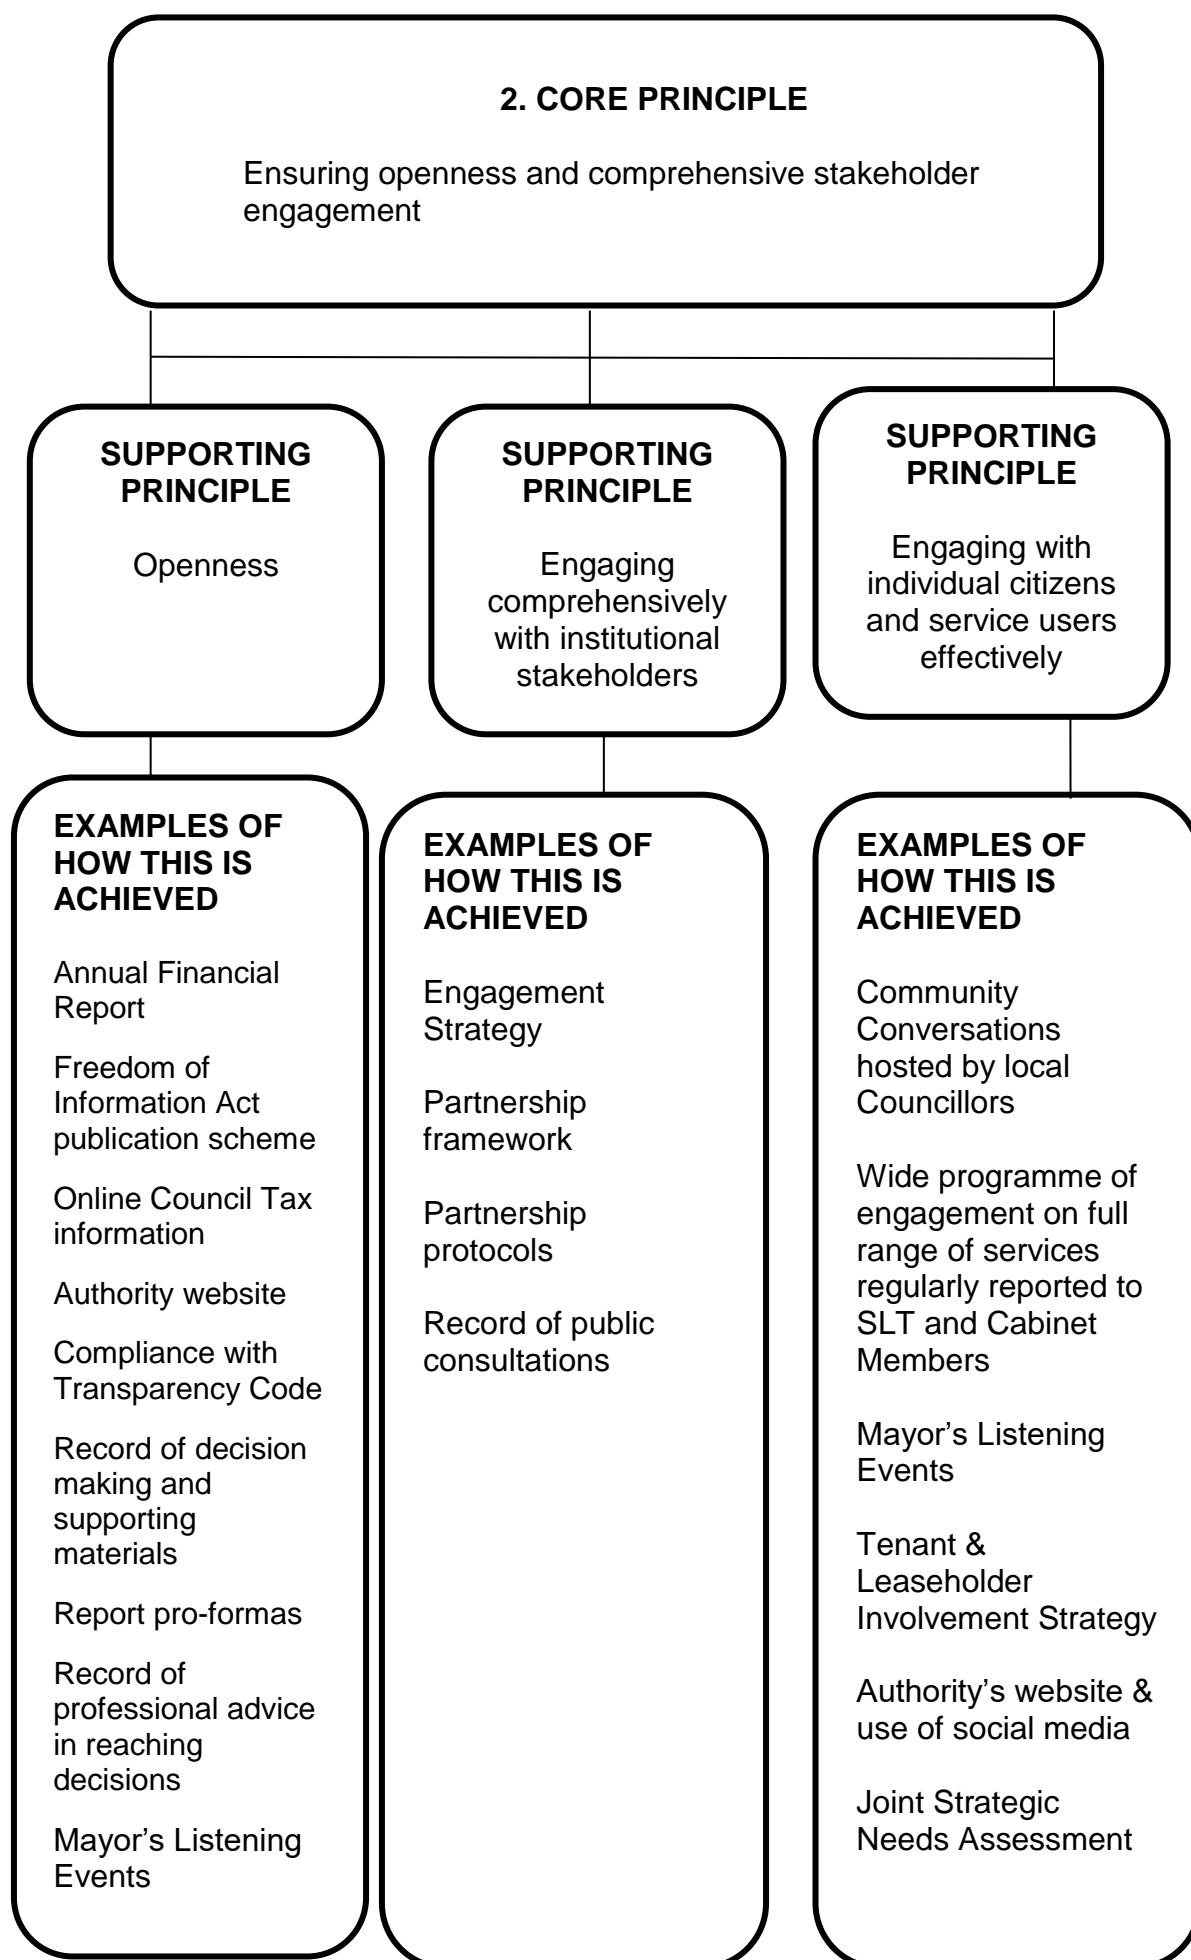 2. CORE PRINCIPLE
Ensuring openness and comprehensive stakeholder
engagement
SUPPORTING
PRINCIPLE
Openness
SUPPORTING
PRINCIPLE
Engaging
comprehensively
with institutional
stakeholders
SUPPORTING
PRINCIPLE
Engaging with
individual citizens
and service users
effectively
EXAMPLES OF
HOW THIS IS
ACHIEVED
Annual Financial
Report
Freedom of
Information Act
publication scheme
Online Council Tax
information
Authority website
Compliance with
Transparency Code
Record of decision
making and
supporting
materials
Report pro-formas
Record of
professional advice
in reaching
decisions
Mayor’s Listening
Events
EXAMPLES OF
HOW THIS IS
ACHIEVED
Engagement
Strategy
Partnership
framework
Partnership
protocols
Record of public
consultations
EXAMPLES OF
HOW THIS IS
ACHIEVED
Community
Conversations
hosted by local
Councillors
Wide programme of
engagement on full
range of services
regularly reported to
SLT and Cabinet
Members
Mayor’s Listening
Events
Tenant &
Leaseholder
Involvement Strategy
Authority’s website &
use of social media
Joint Strategic
Needs Assessment